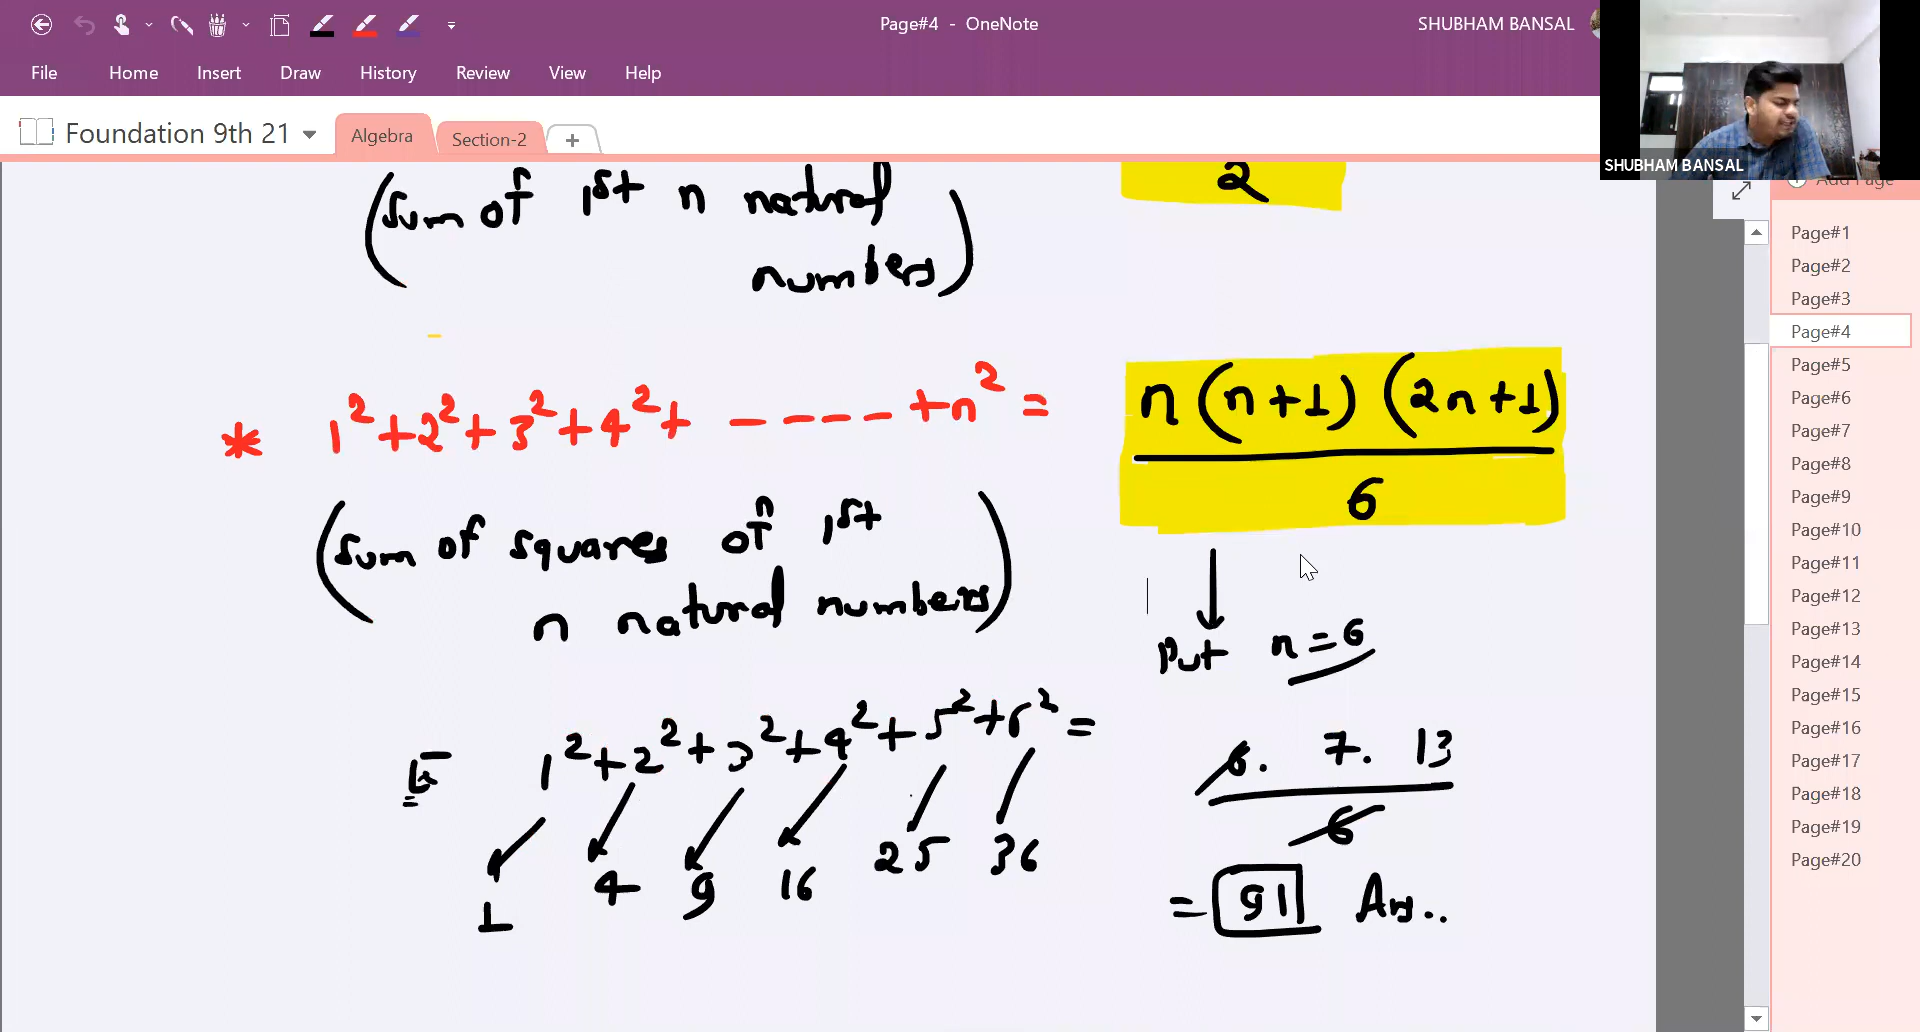 Page#4 - OneNote
SHUBHAM BANSAL
File Home Insert Draw History Review View Help
SHUBHAM BANSAL
Foundation 9th 21
Algebra
Section-2
+
Add Page
Page#1
Page#2
Page#3
Page#4
Page#5
Page#6
Page#7
Page#8
Page#9
Page#10
Page#11
Page#12
Page#13
Page#14
Page#15
Page#16
Page#17
Page#18
Page#19
Page#20
(sum of 1st n natural
numbers)
2
* 1²+2²+3²+4²+ ----- +n² =
n(n+1)(2n+1)
6
(sum of squares of 1st
n natural numbers)
Put n=6
1²+2²+3²+4²+5²+6² =
1 4 9 16 25 36
6. 7. 13
6
= 91 Ans..